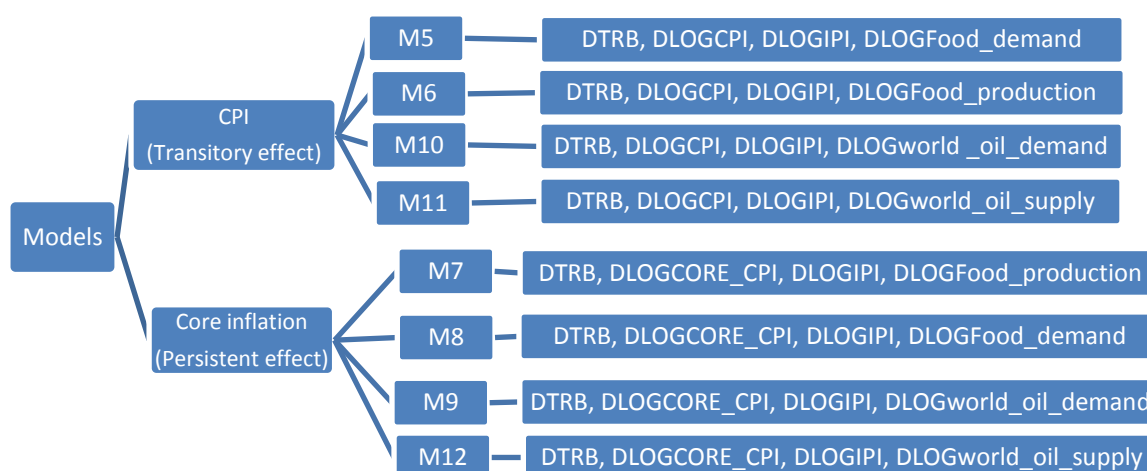 Models
CPI
(Transitory effect)
M5
DTRB, DLOGCPI, DLOGIPI, DLOGFood_demand
M6
DTRB, DLOGCPI, DLOGIPI, DLOGFood_production
M10
DTRB, DLOGCPI, DLOGIPI, DLOGworld _oil_demand
M11
DTRB, DLOGCPI, DLOGIPI, DLOGworld_oil_supply
Core inflation
(Persistent effect)
M7
DTRB, DLOGCORE_CPI, DLOGIPI, DLOGFood_production
M8
DTRB, DLOGCORE_CPI, DLOGIPI, DLOGFood_demand
M9
DTRB, DLOGCORE_CPI, DLOGIPI, DLOGworld_oil_demand
M12
DTRB, DLOGCORE_CPI, DLOGIPI, DLOGworld_oil_supply